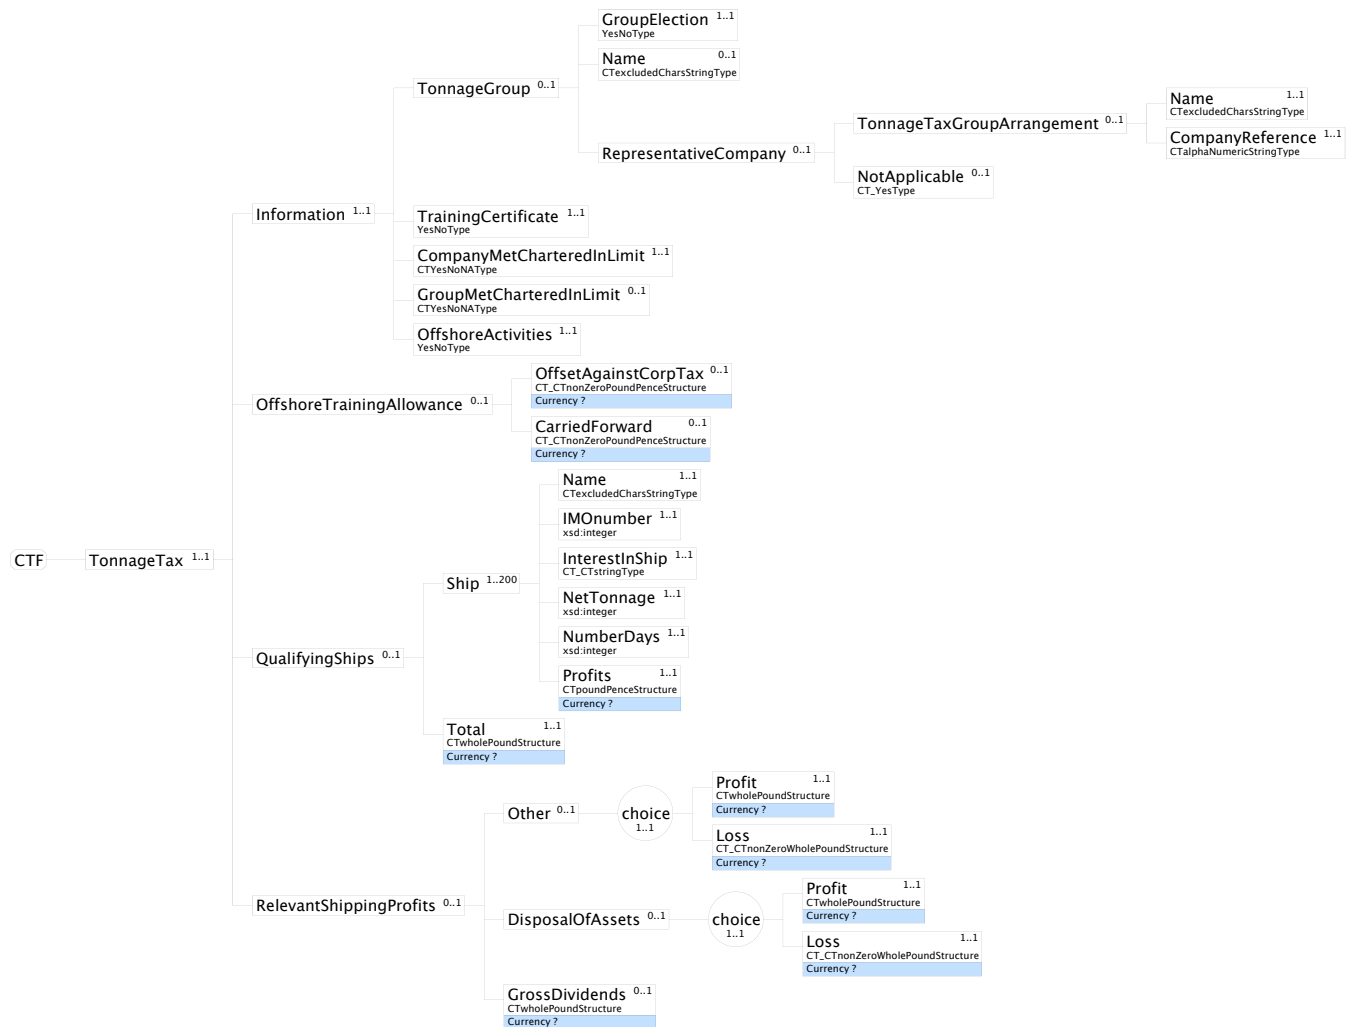 GroupElection 1..1
YesNoType
Name 0..1
CTexcludedCharsStringType
TonnageGroup 0..1
Name 1..1
CTexcludedCharsStringType
TonnageTaxGroupArrangement 0..1
CompanyReference 1..1
CTalphaNumericStringType
RepresentativeCompany 0..1
NotApplicable 0..1
CT_YesType
Information 1..1
TrainingCertificate 1..1
YesNoType
CompanyMetCharteredInLimit 1..1
CTYesNoNAType
GroupMetCharteredInLimit 0..1
CTYesNoNAType
OffshoreActivities 1..1
YesNoType
OffsetAgainstCorpTax 0..1
CT_CTnonZeroPoundPenceStructure
Currency ?
OffshoreTrainingAllowance 0..1
CarriedForward 0..1
CT_CTnonZeroPoundPenceStructure
Currency ?
Name 1..1
CTexcludedCharsStringType
IMOnumber 1..1
xsd:integer
CTF
TonnageTax 1..1
InterestInShip 1..1
CT_CTstringType
Ship 1..200
NetTonnage 1..1
xsd:integer
NumberDays 1..1
xsd:integer
QualifyingShips 0..1
Profits 1..1
CTpoundPenceStructure
Currency ?
Total 1..1
CTwholePoundStructure
Currency ?
Profit 1..1
CTwholePoundStructure
Currency ?
Other 0..1
choice
1..1
Loss 1..1
CT_CTnonZeroWholePoundStructure
Currency ?
Profit 1..1
CTwholePoundStructure
Currency ?
RelevantShippingProfits 0..1
DisposalOfAssets 0..1
choice
1..1
Loss 1..1
CT_CTnonZeroWholePoundStructure
Currency ?
GrossDividends 0..1
CTwholePoundStructure
Currency ?